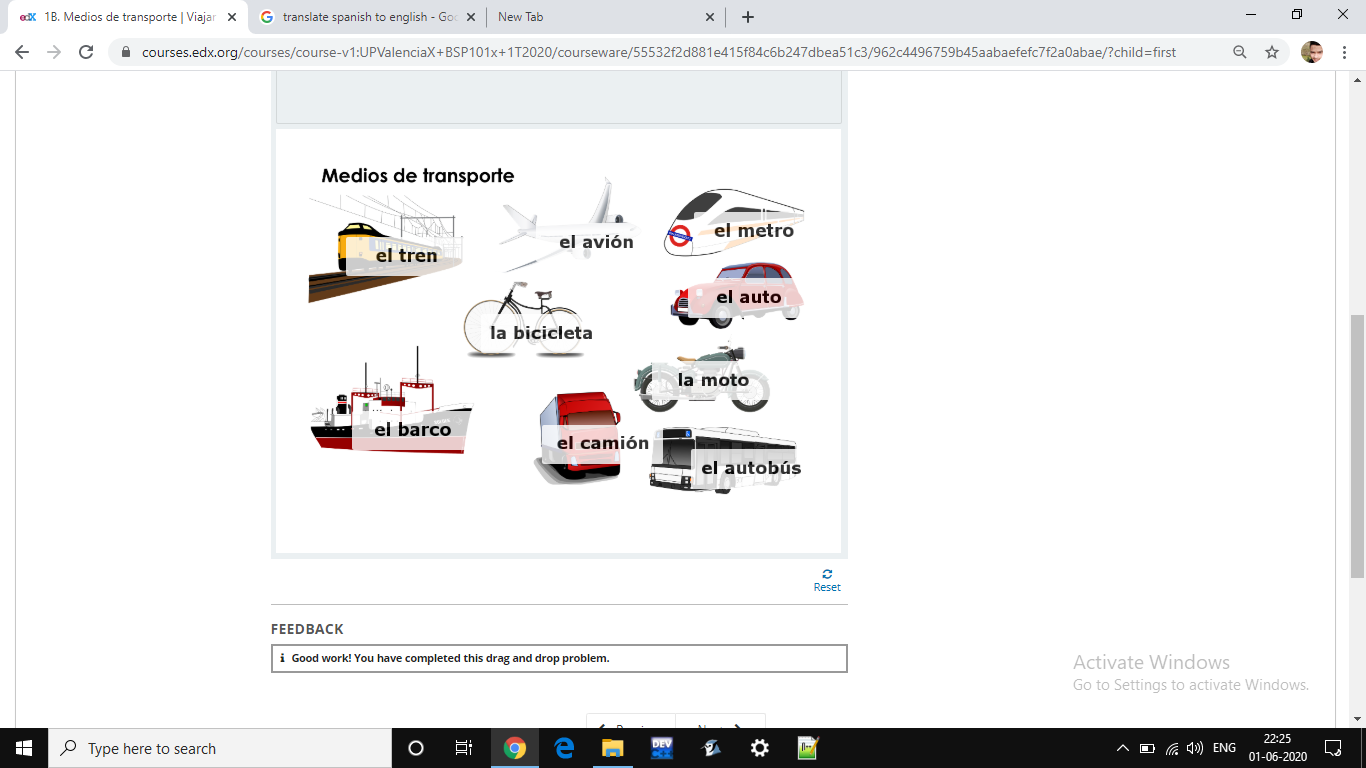 1B. Medios de transporte | Viajar
translate spanish to english - Goo
New Tab
courses.edx.org/courses/course-v1:UPValenciaX+BSP101x+1T2020/courseware/55532f2d881e415f84c6b247dbea51c3/962c4496759b45aabaefefc7f2a0abae/?child=first
Medios de transporte
el tren
el avión
el metro
el auto
la bicicleta
la moto
el barco
el camión
el autobús
Reset
FEEDBACK
Good work! You have completed this drag and drop problem.
Activate Windows
Go to Settings to activate Windows.
Type here to search
DEV
ENG
22:25
01-06-2020